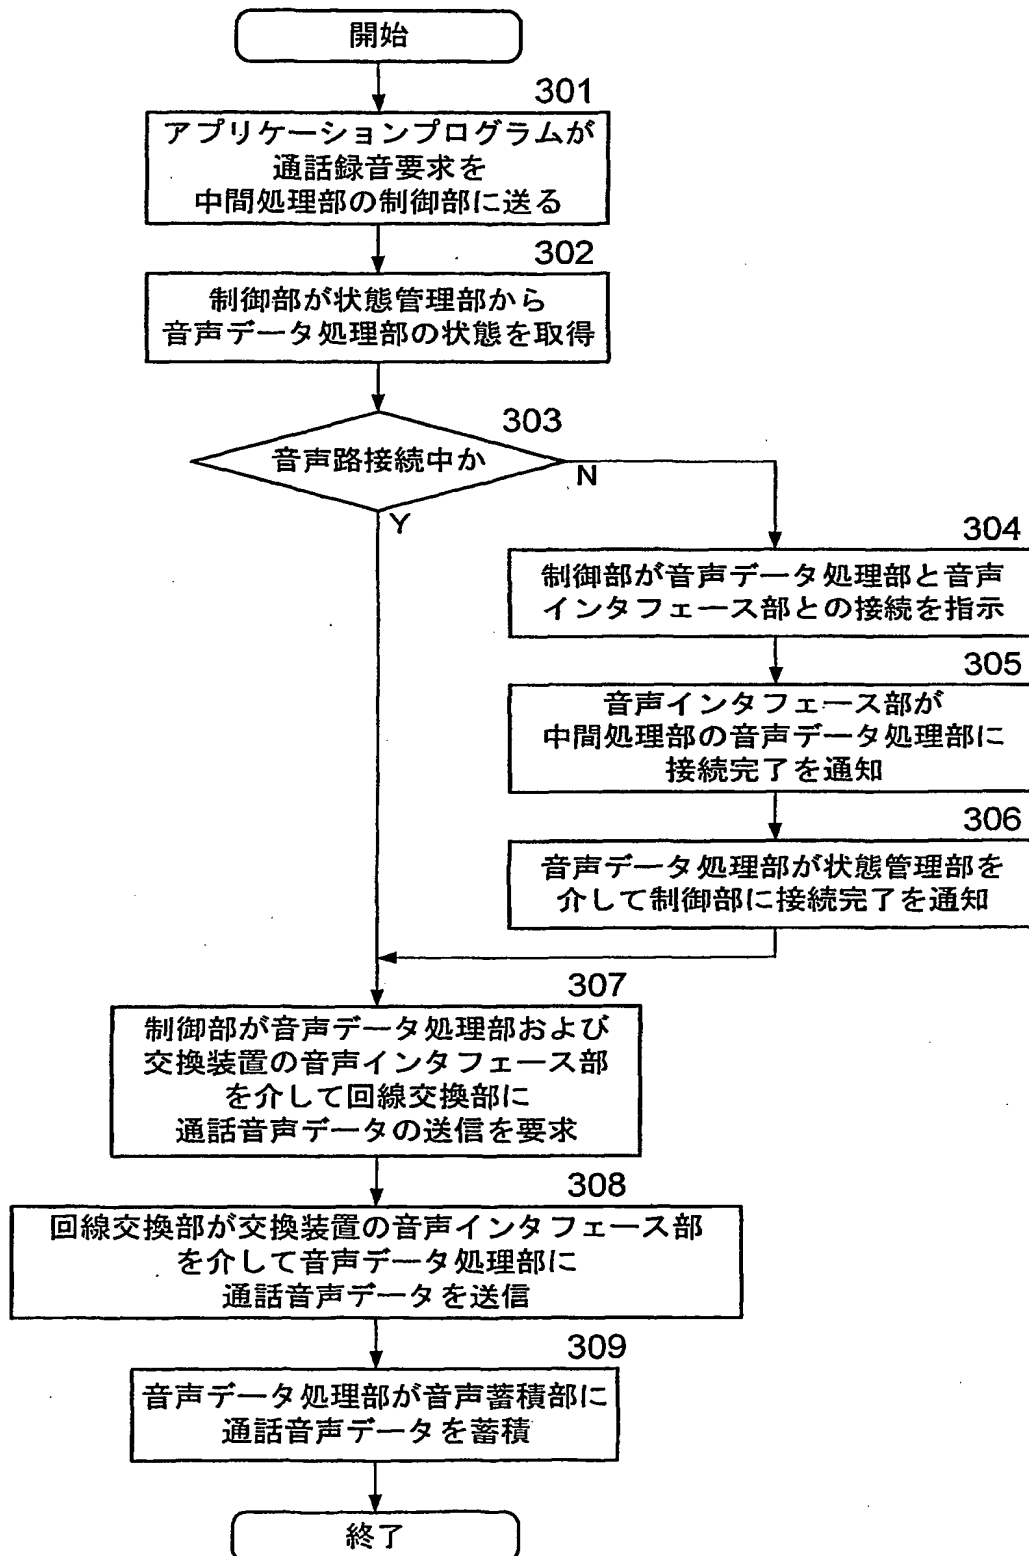 開始
301
アプリケーションプログラムが
通話録音要求を
中間処理部の制御部に送る
302
制御部が状態管理部から
音声データ処理部の状態を取得
303
音声路接続中か
N
Y
304
制御部が音声データ処理部と音声
インタフェース部との接続を指示
305
音声インタフェース部が
中間処理部の音声データ処理部に
接続完了を通知
306
音声データ処理部が状態管理部を
介して制御部に接続完了を通知
307
制御部が音声データ処理部および
交換装置の音声インタフェース部
を介して回線交換部に
通話音声データの送信を要求
308
回線交換部が交換装置の音声インタフェース部
を介して音声データ処理部に
通話音声データを送信
309
音声データ処理部が音声蓄積部に
通話音声データを蓄積
終了